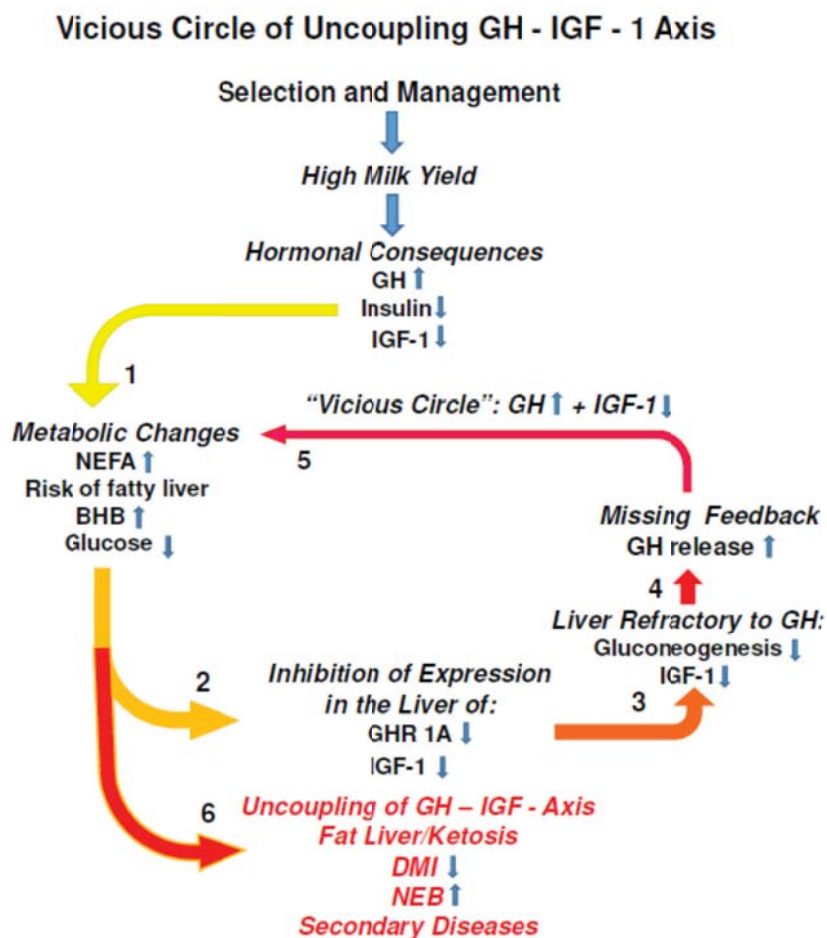 Vicious Circle of Uncoupling GH - IGF - 1 Axis
Selection and Management
High Milk Yield
Hormonal Consequences
GH ↑
Insulin ↓
IGF-1 ↓
1
"Vicious Circle": GH ↑ + IGF-1 ↓
5
Metabolic Changes
NEFA ↑
Risk of fatty liver
BHB ↑
Glucose ↓
Missing Feedback
GH release ↑
4
Liver Refractory to GH:
Gluconeogenesis ↓
IGF-1 ↓
3
2
Inhibition of Expression
in the Liver of:
GHR 1A ↓
IGF-1 ↓
6
Uncoupling of GH – IGF - Axis
Fat Liver/Ketosis
DMI ↓
NEB ↑
Secondary Diseases